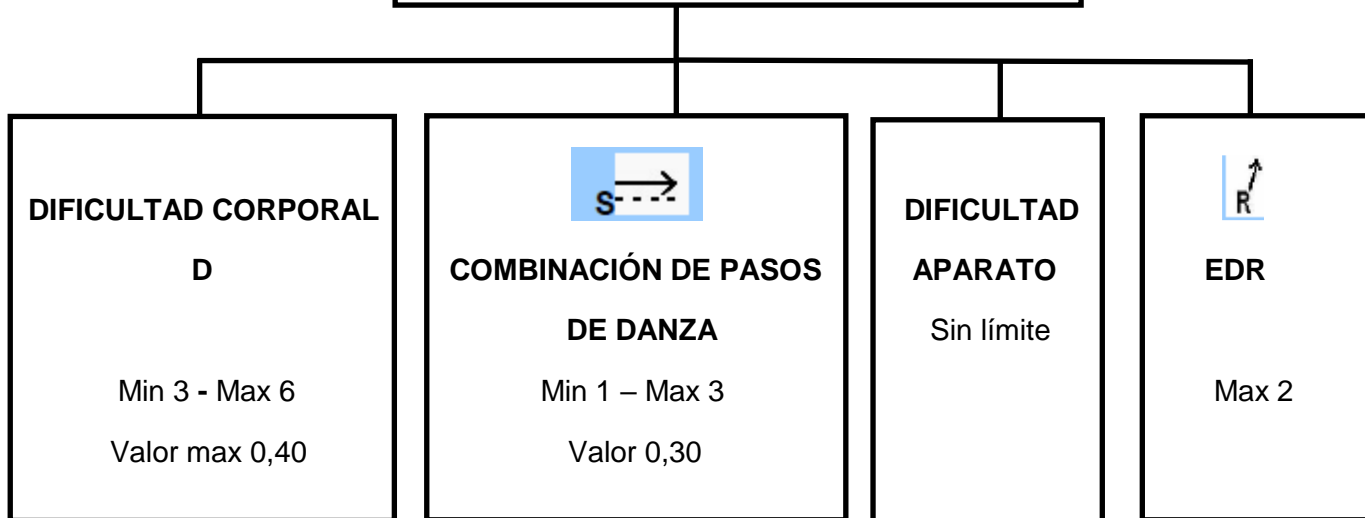 DIFICULTAD CORPORAL
D
Min 3 - Max 6
Valor max 0,40
S
COMBINACIÓN DE PASOS
DE DANZA
Min 1 – Max 3
Valor 0,30
DIFICULTAD
APARATO
Sin límite
R
EDR
Max 2